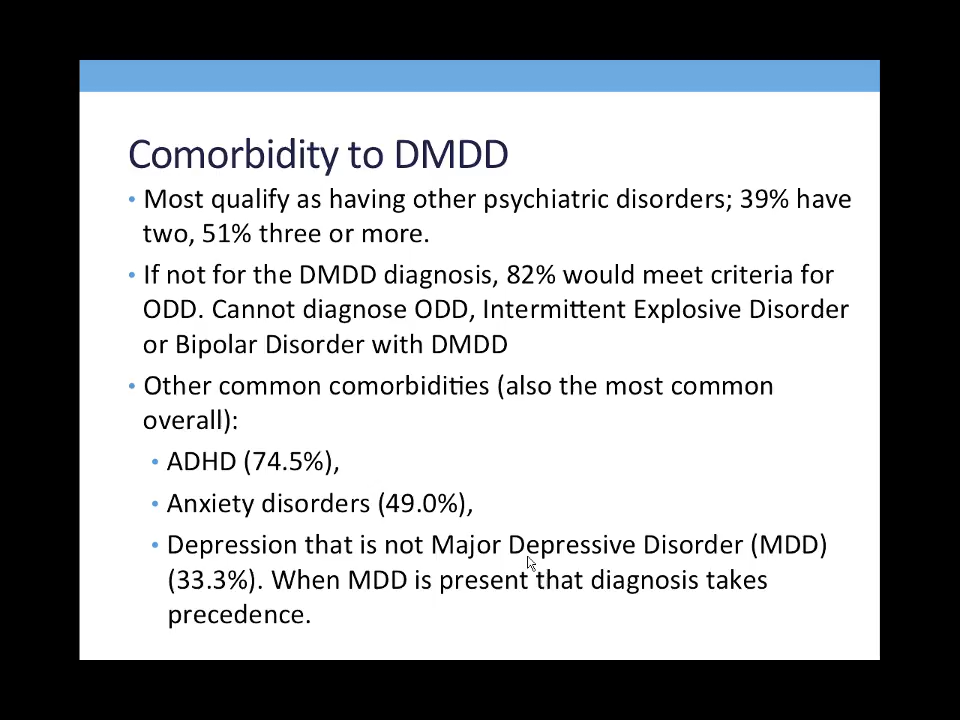 Comorbidity to DMDD
• Most qualify as having other psychiatric disorders; 39% have
two, 51% three or more.
• If not for the DMDD diagnosis, 82% would meet criteria for
ODD. Cannot diagnose ODD, Intermittent Explosive Disorder
or Bipolar Disorder with DMDD
• Other common comorbidities (also the most common
overall):
• ADHD (74.5%),
• Anxiety disorders (49.0%),
• Depression that is not Major Depressive Disorder (MDD)
(33.3%). When MDD is present that diagnosis takes
precedence.